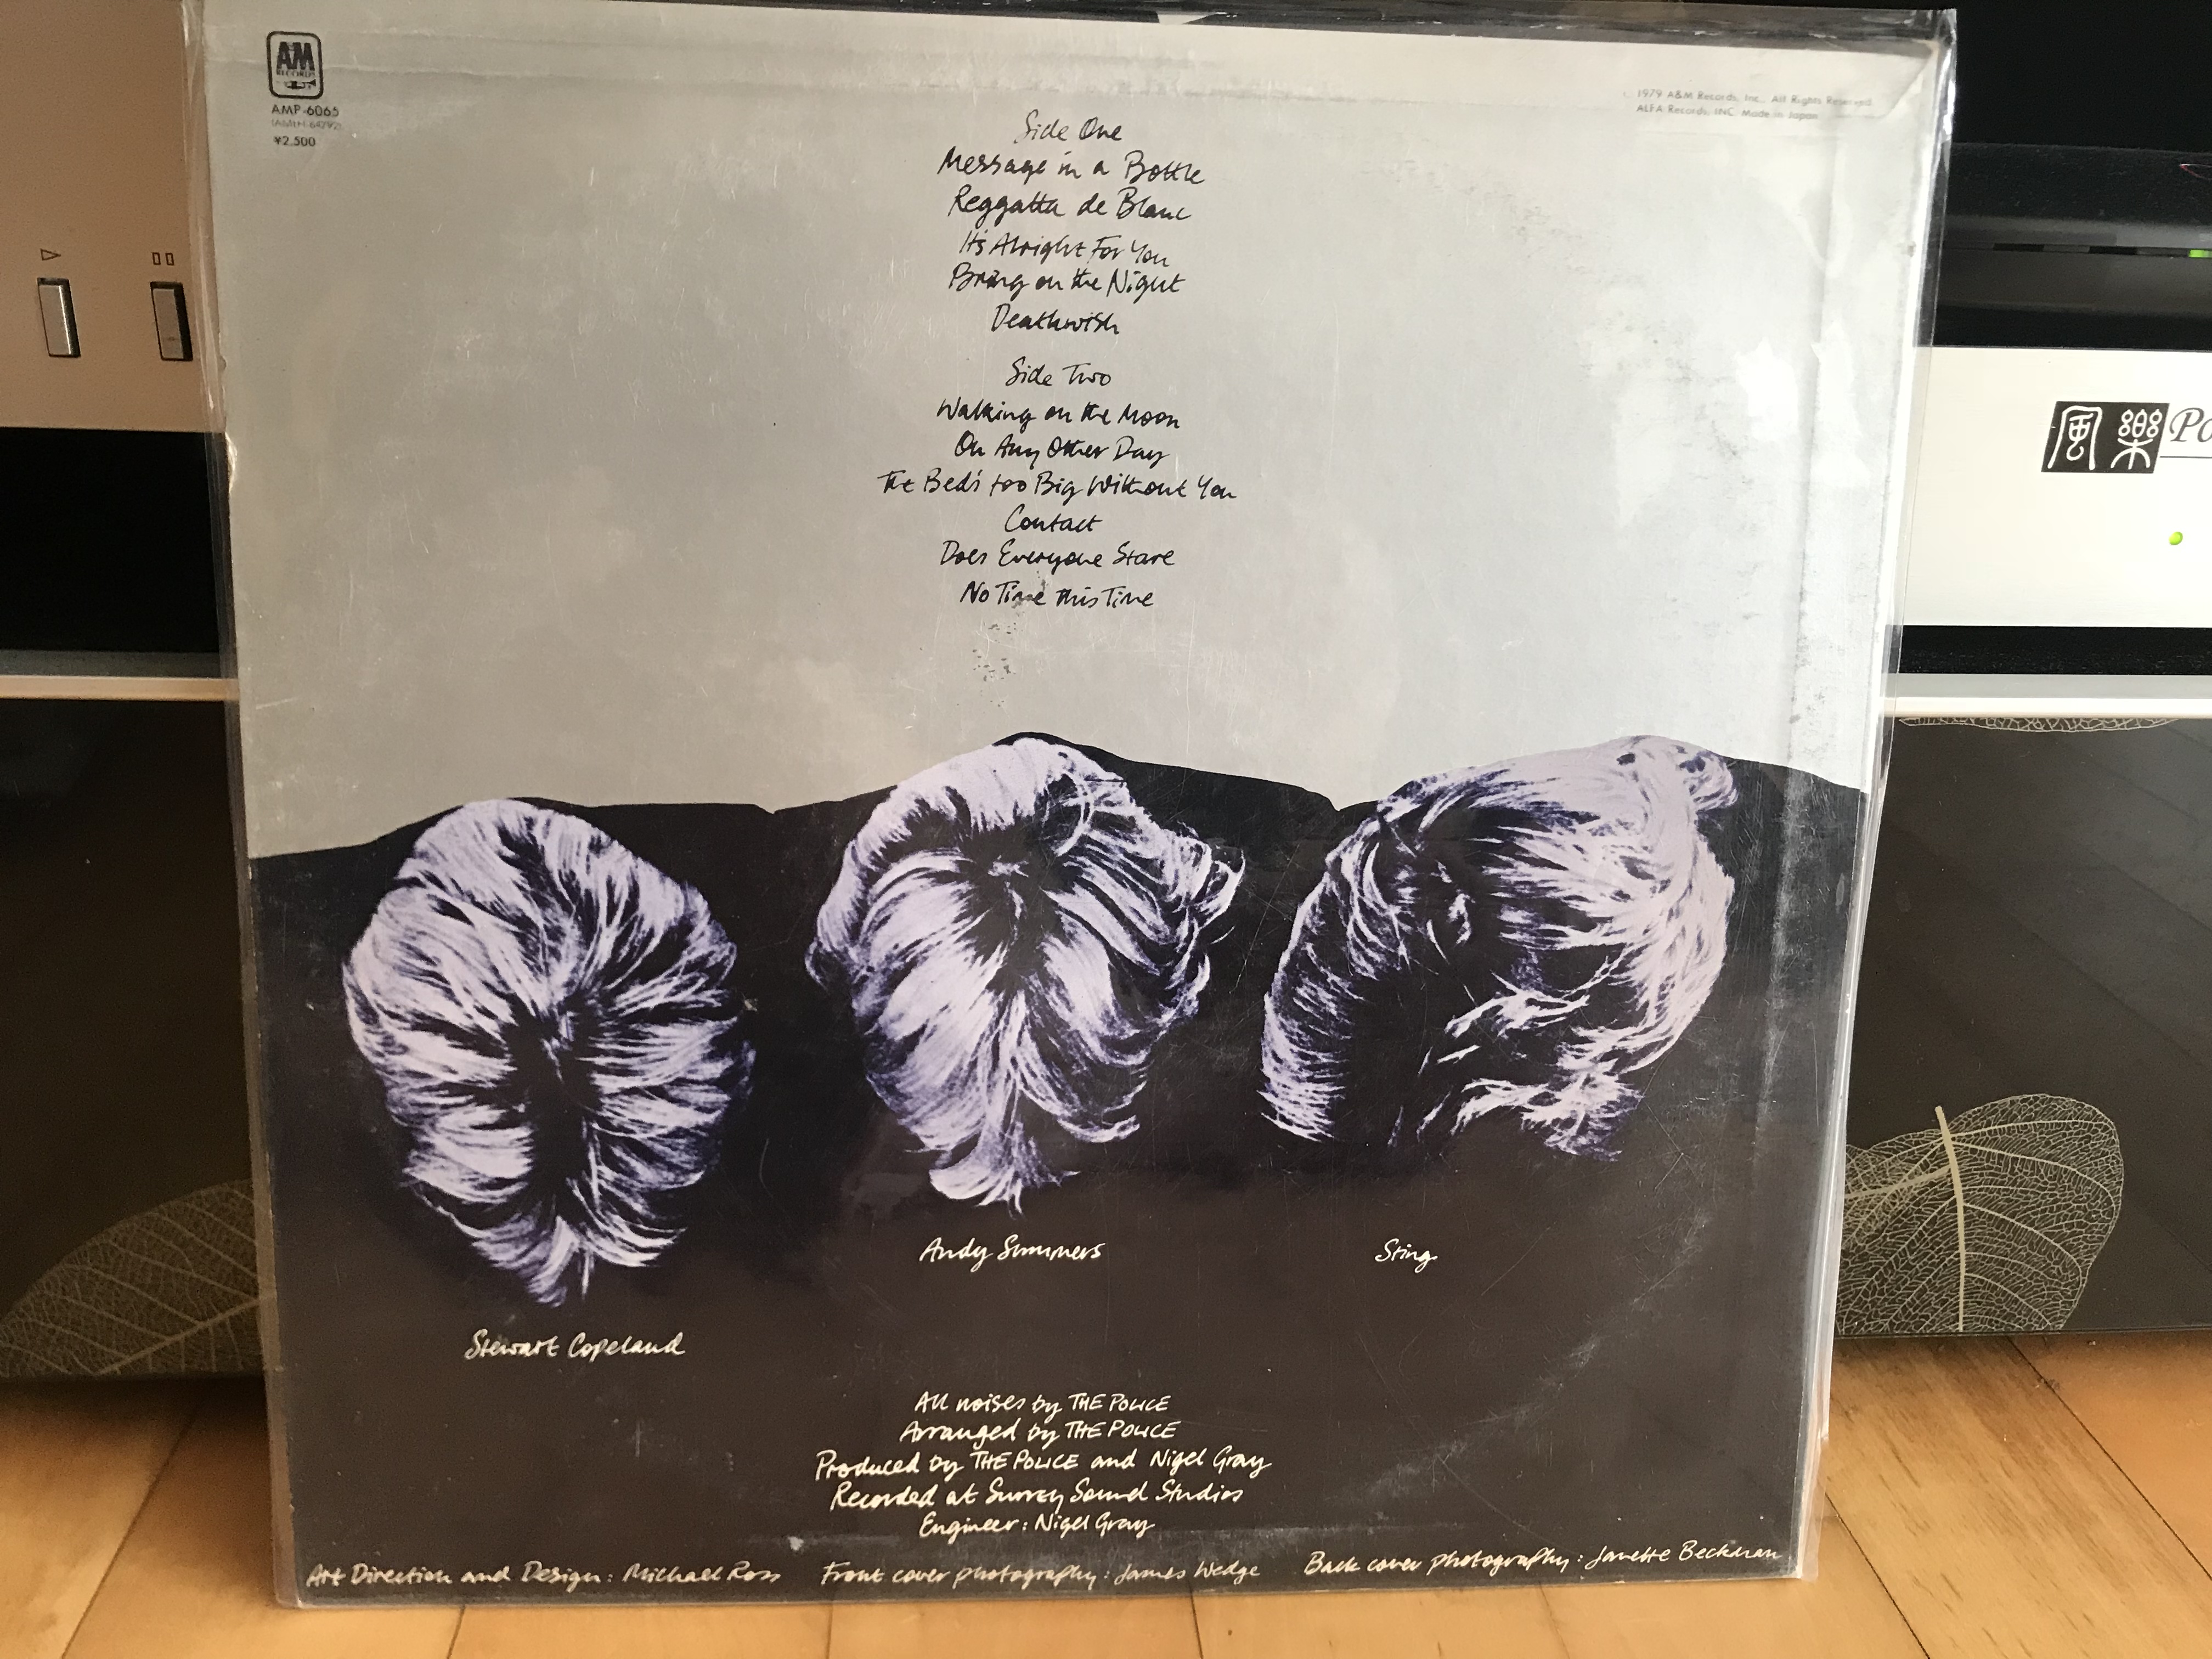 A&M
RECORDS
AMP-6065
(AMLH-64792)
¥2.500
1979 A&M Records, Inc. All Rights Reserved.
ALFA Records, INC. Made in Japan
Side One
Message in a Bottle
Reggatta de Blanc
It's Alright For You
Bring on the Night
Deathwish
Side Two
Walking on the Moon
On Any Other Day
The Bed's too Big Without You
Contact
Does Everyone Stare
No Time this Time
風樂
Po
Andy Summers
Sting
Stewart Copeland
All noises by THE POLICE
Arranged by THE POLICE
Produced by THE POLICE and Nigel Gray
Recorded at Surrey Sound Studios
Engineer: Nigel Gray
Art Direction and Design: Michael Ross Front cover photography: James Wedge Back cover photography: Janette Beckman